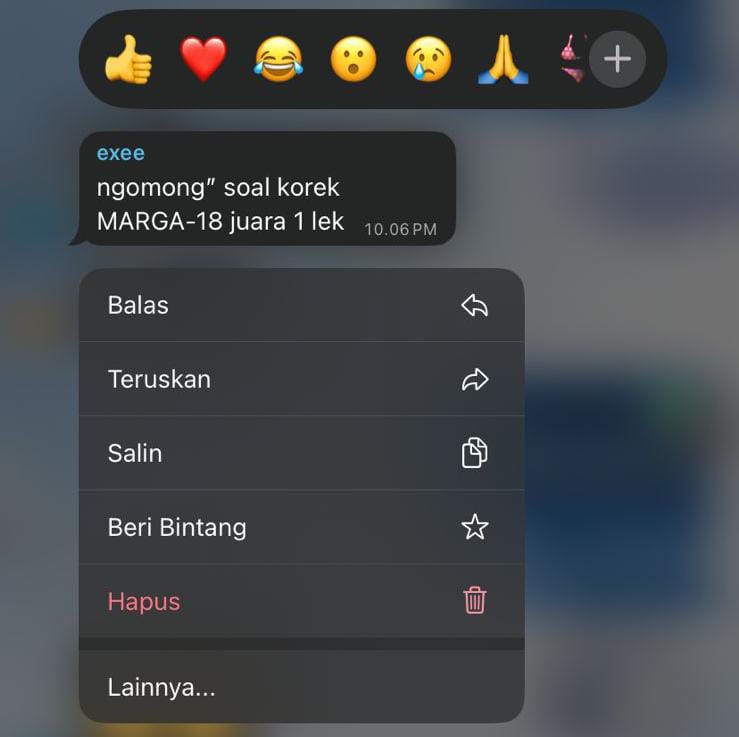 exee
ngomong” soal korek
MARGA-18 juara 1 lek 10.06 PM
Balas
Teruskan
Salin
Beri Bintang
Hapus
Lainnya...